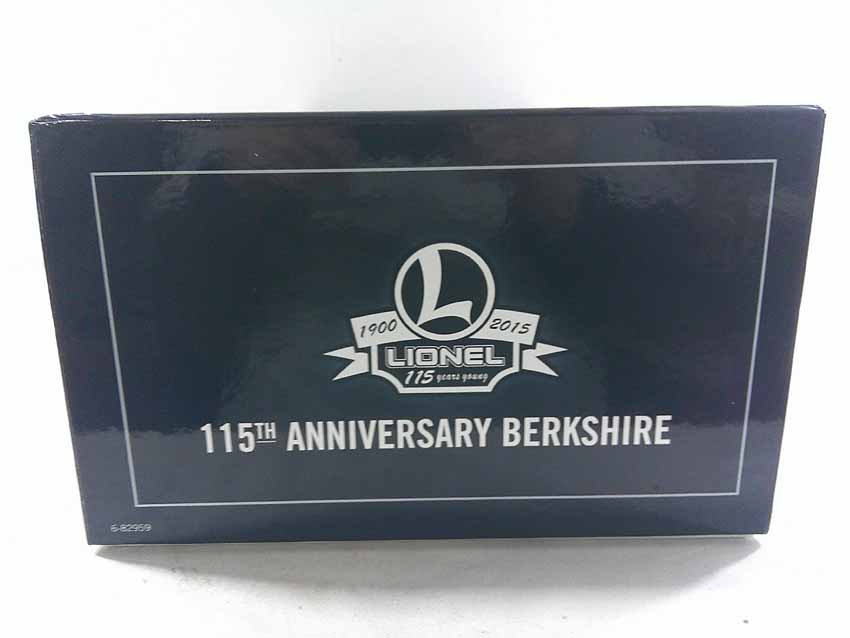 L
1900 2015
LIONEL
115 years young
115TH ANNIVERSARY BERKSHIRE
6-82959